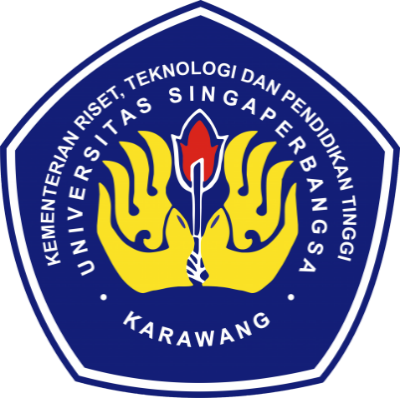 KEMENTERIAN RISET, TEKNOLOGI DAN PENDIDIKAN TINGGI
UNIVERSITAS SINGAPERBANGSA
KARAWANG